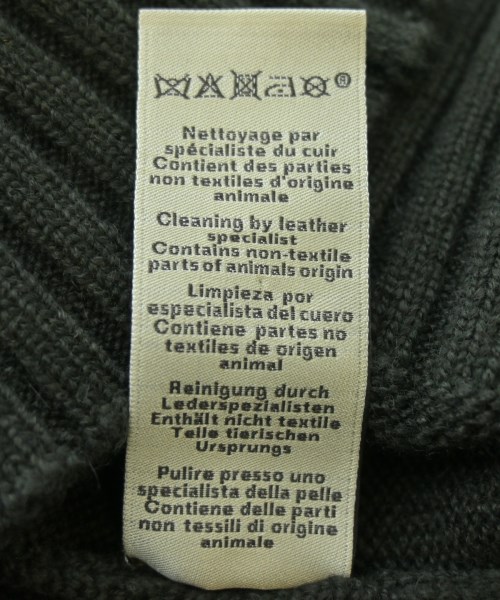 ®
Nettoyage par
spécialiste du cuir
Contient des parties
non textiles d'origine
animale
Cleaning by leather
specialist
Contains non-textile
parts of animals origin
Limpieza por
especialista del cuero
Contiene partes no
textiles de origen
animal
Reinigung durch
Lederspezialisten
Enthält nicht textile
Telle tierischen
Ursprungs
Pulire presso uno
specialista della pelle
Contiene delle parti
non tessili di origine
animale